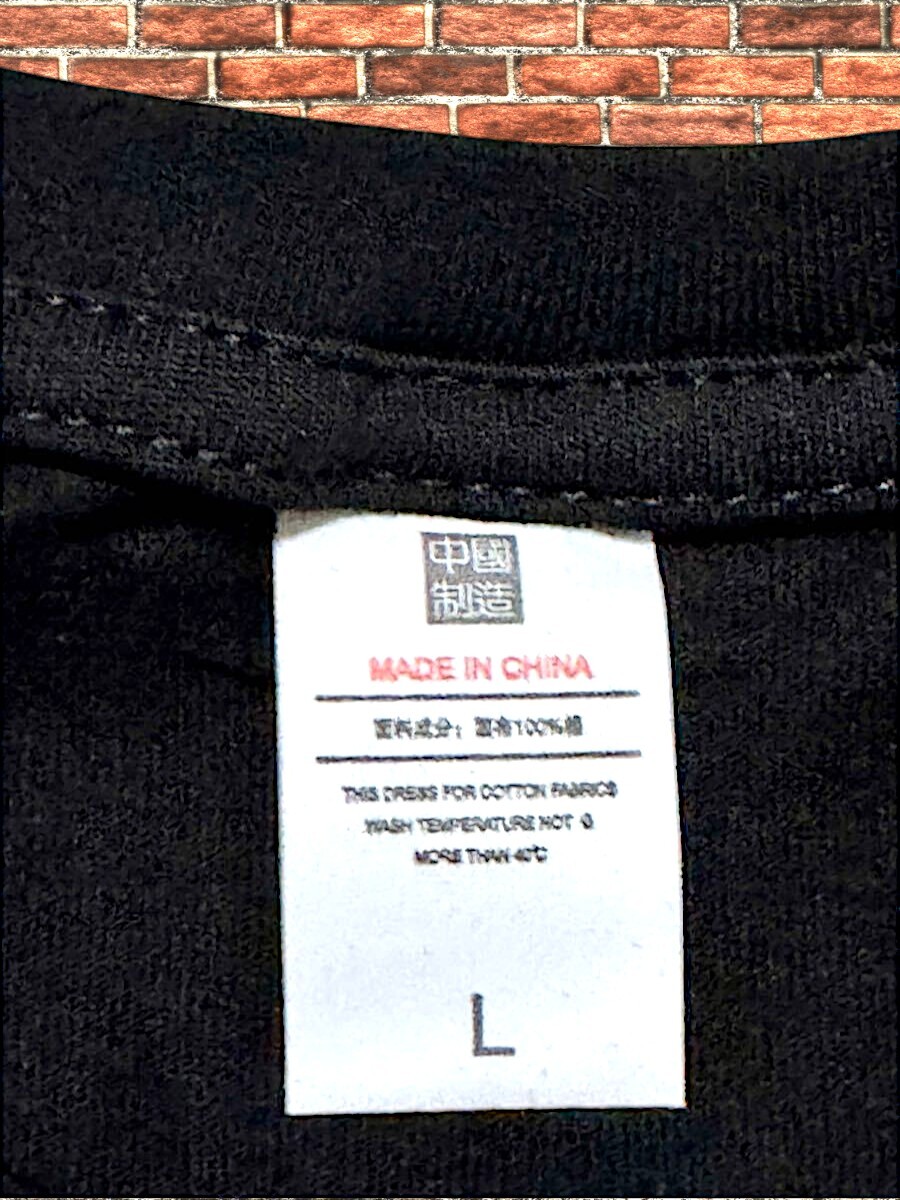 中國
制造
MADE IN CHINA
面料成分：面布100%棉
THIS DRESS FOR COTTON FABRICS
WASH TEMPERATURE NOT
MORE THAN 40℃
L